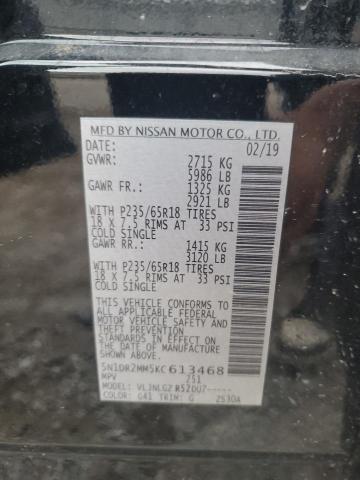 MFD BY NISSAN MOTOR CO., LTD.
DATE: 02/19
GVWR: 2715 KG
5986 LB
GAWR FR.: 1325 KG
2921 LB
WITH P235/65R18 TIRES
18 X 7.5 RIMS AT 33 PSI
COLD SINGLE
GAWR RR.: 1415 KG
3120 LB
WITH P235/65R18 TIRES
18 X 7.5 RIMS AT 33 PSI
COLD SINGLE
THIS VEHICLE CONFORMS TO
ALL APPLICABLE FEDERAL
MOTOR VEHICLE SAFETY AND
THEFT PREVENTION
STANDARDS IN EFFECT ON
THE DATE OF MANUFACTURE
SHOWN ABOVE.
5N1DR2MM5KC613468
MPV Z51
MODEL: R52DU7-----
COLOR: G41 TRIM: G 2530A